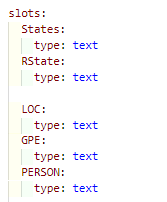 slots:
  States:
    type: text
  RState:
    type: text

  LOC:
    type: text
  GPE:
    type: text
  PERSON:
    type: text